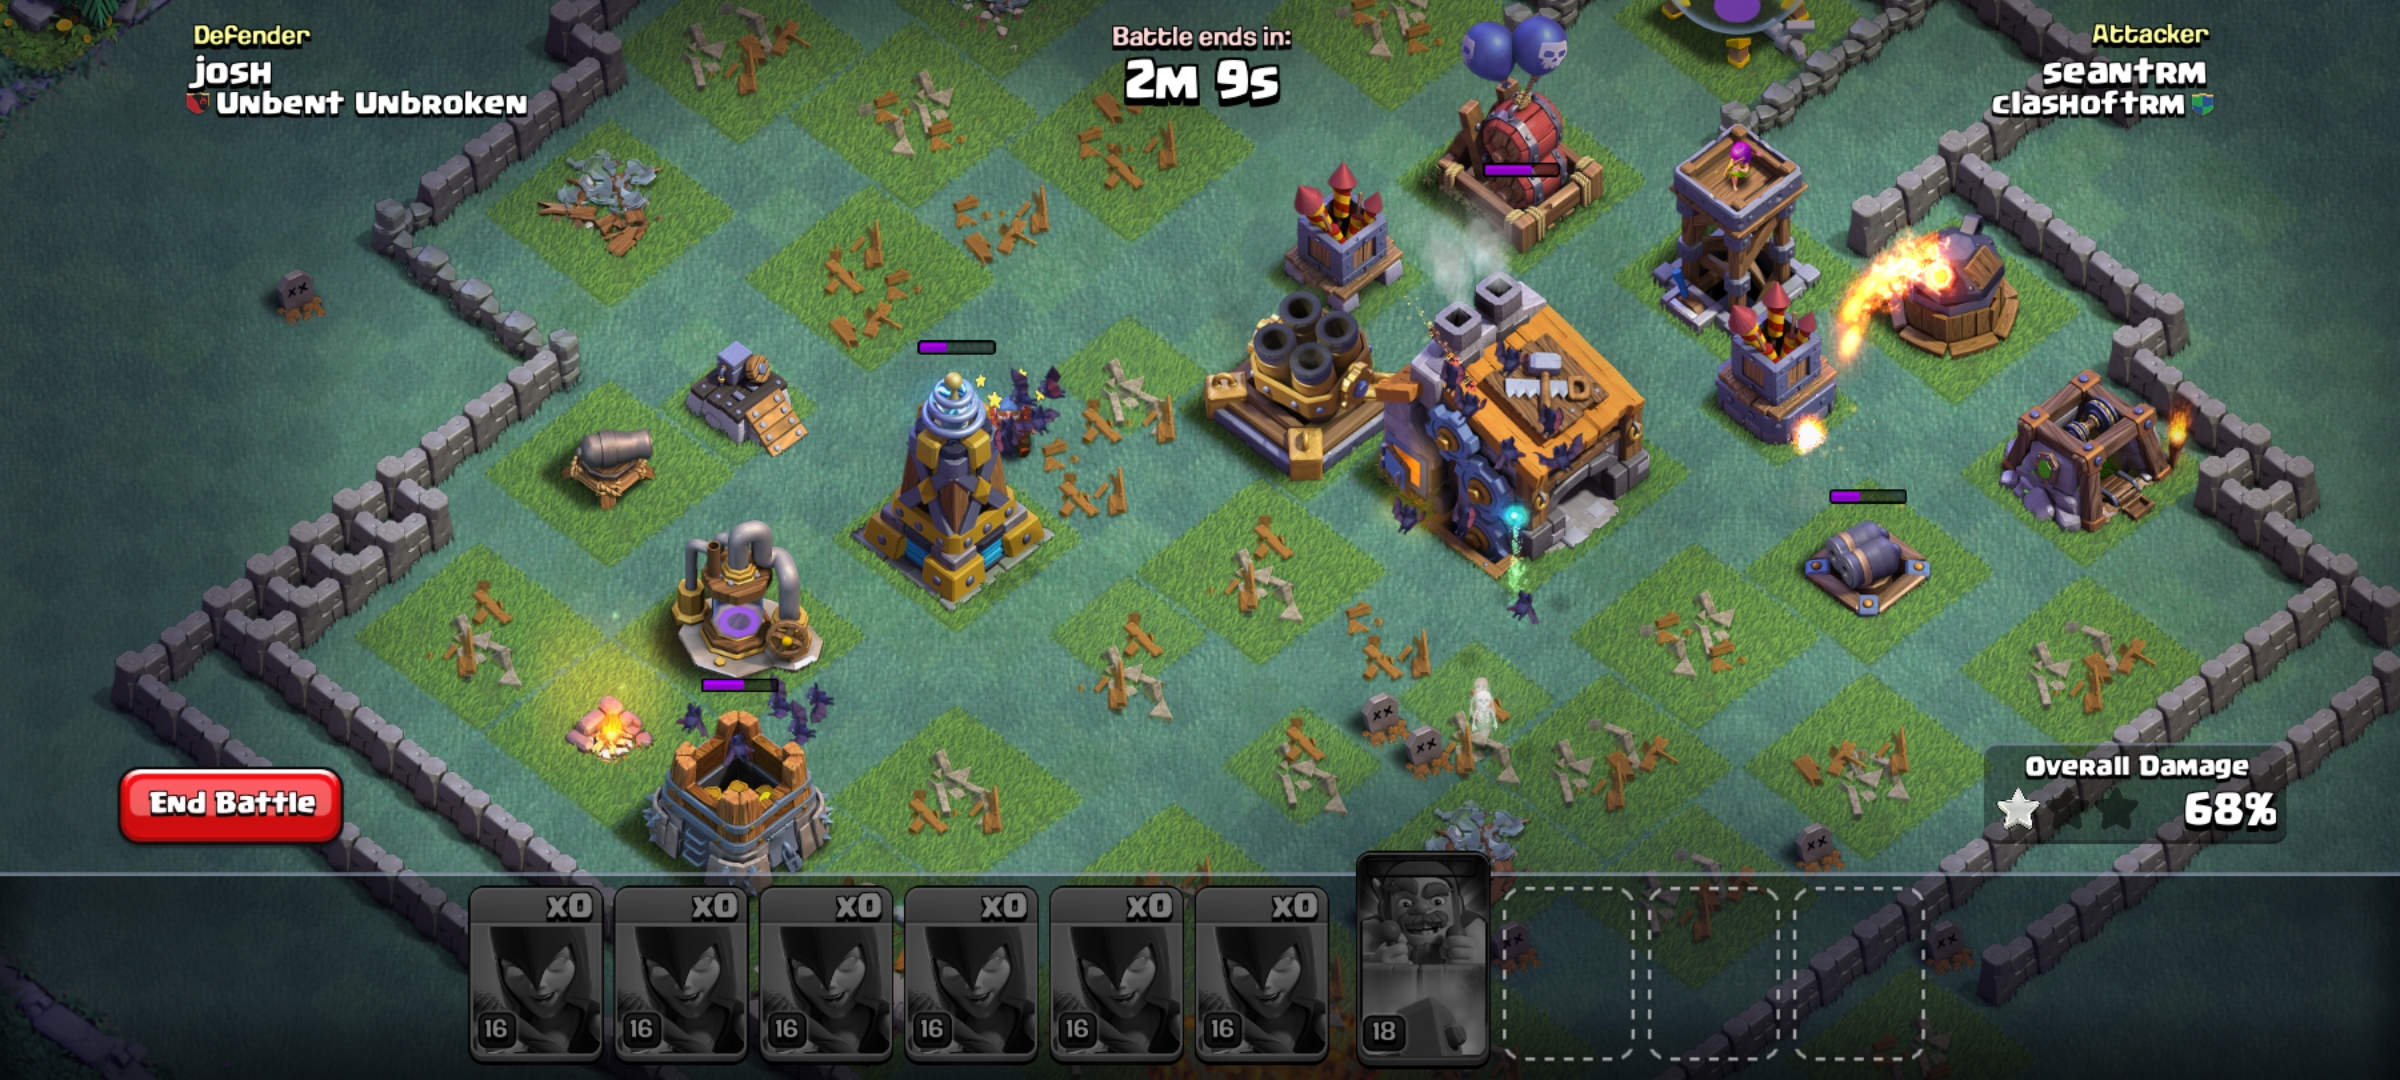 Defender
josh
Unbent Unbroken
Battle ends in:
2M 9s
Attacker
seantRM
clashoftRM
End Battle
Overall Damage
68%
x0
x0
x0
x0
x0
x0
16
16
16
16
16
16
18